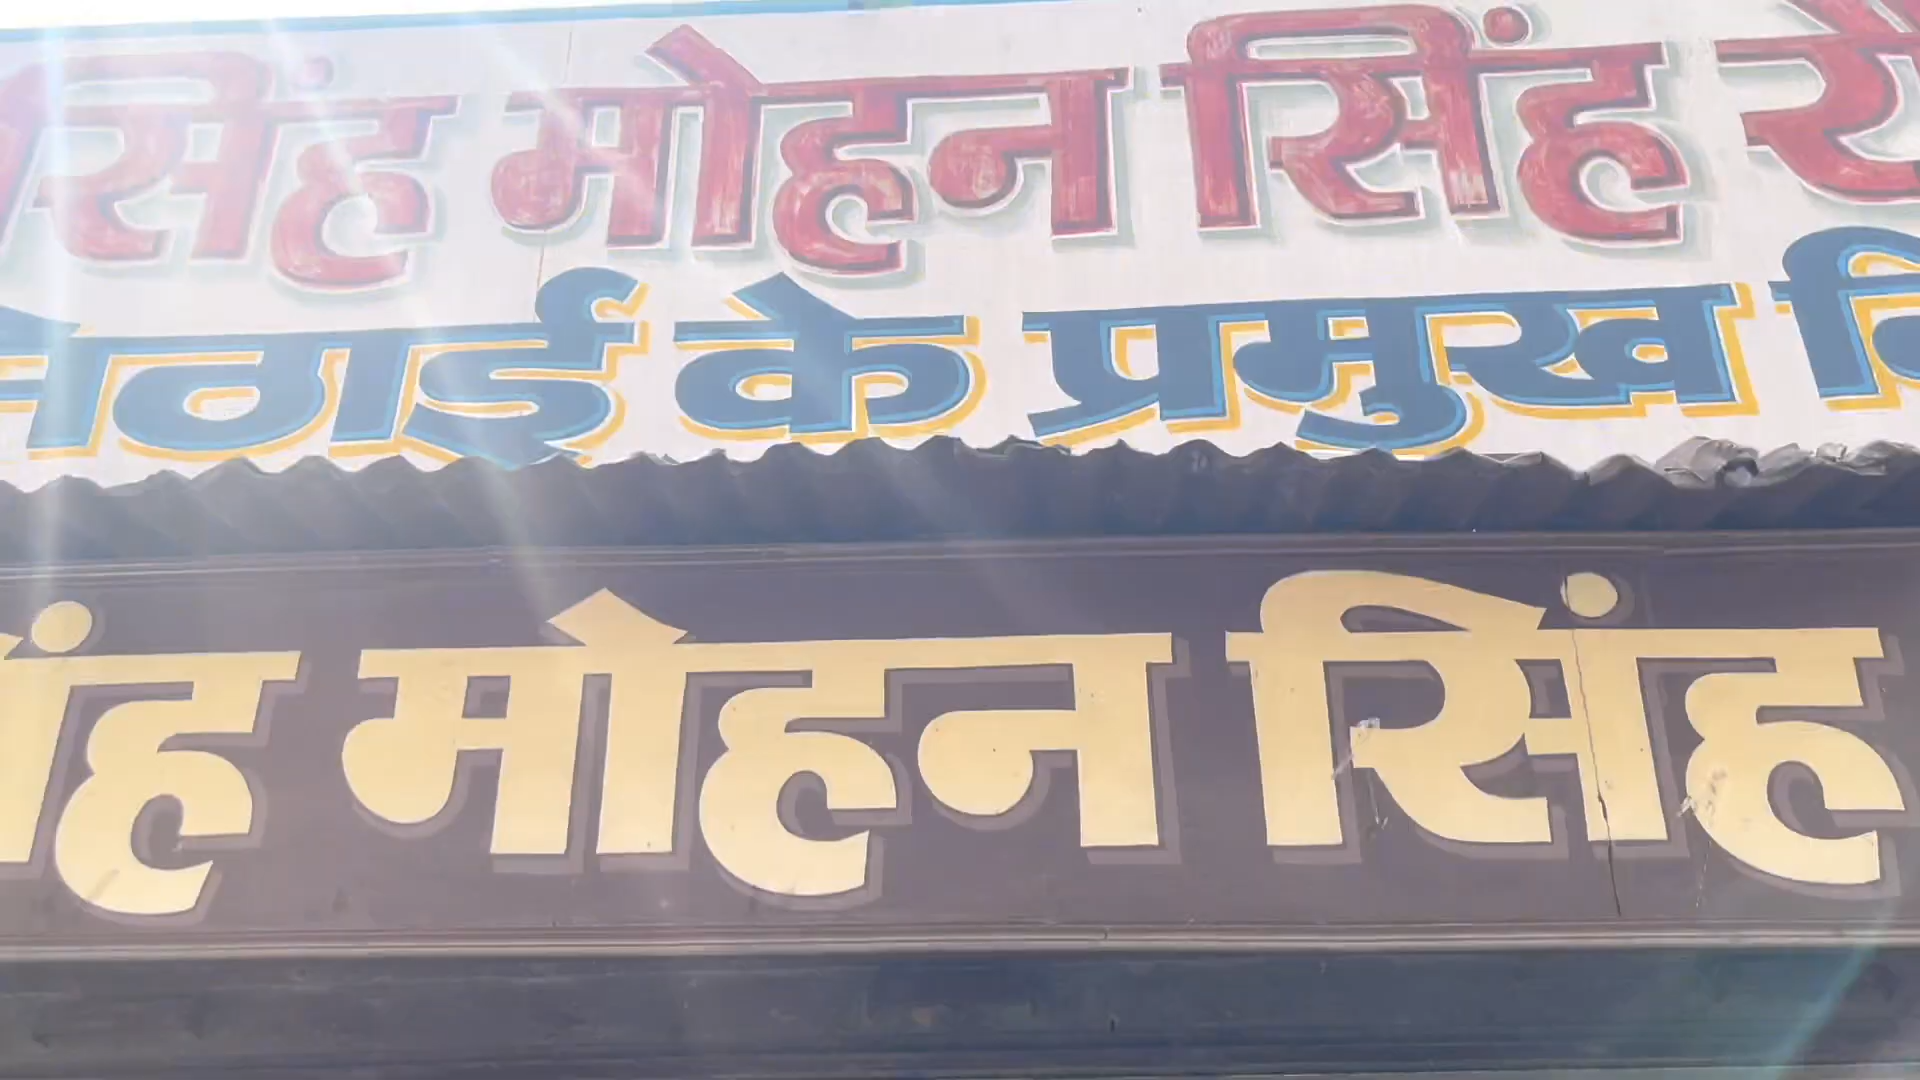 सिंह मोहन सिंह
के प्रमुख
मोहन सिंह